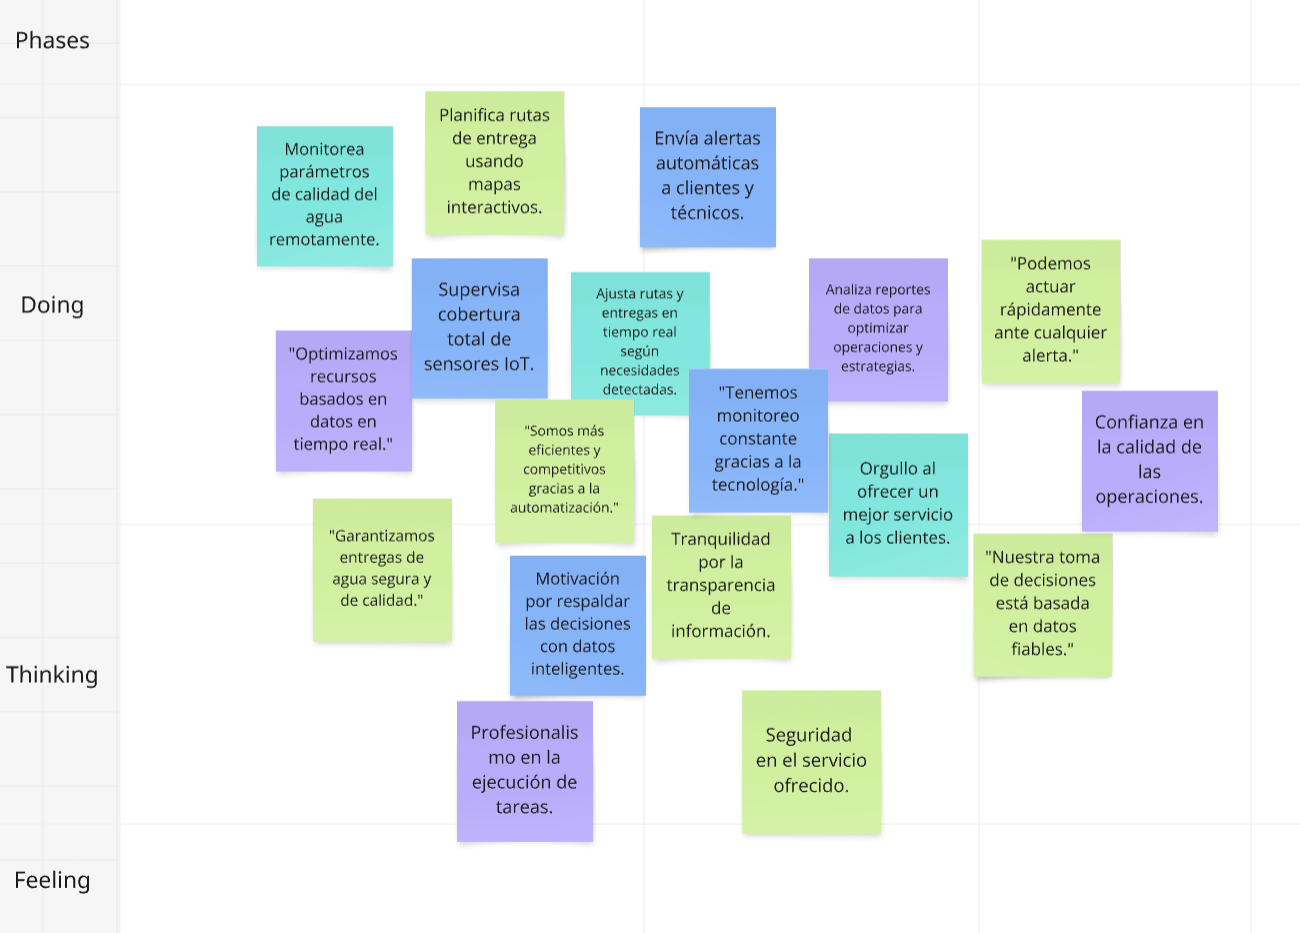 Phases
Planifica rutas
de entrega
usando
mapas
interactivos.
Envía alertas
automáticas
a clientes y
técnicos.
Monitorea
parámetros
de calidad del
agua
remotamente.
Doing
Supervisa
cobertura
total de
sensores IoT.
Ajusta rutas y
entregas en
tiempo real
según
necesidades
detectadas.
Analiza reportes
de datos para
optimizar
operaciones y
estrategias.
"Podemos
actuar
rápidamente
ante cualquier
alerta."
"Optimizamos
recursos
basados en
datos en
tiempo real."
"Somos más
eficientes y
competitivos
gracias a la
automatización."
"Tenemos
monitoreo
constante
gracias a la
tecnología."
Orgullo al
ofrecer un
mejor servicio
a los clientes.
Confianza en
la calidad de
las
operaciones.
"Garantizamos
entregas de
agua segura y
de calidad."
Motivación
por respaldar
las decisiones
con datos
inteligentes.
Tranquilidad
por la
transparencia
de
información.
"Nuestra toma
de decisiones
está basada
en datos
fiables."
Thinking
Profesionalis
mo en la
ejecución de
tareas.
Seguridad
en el servicio
ofrecido.
Feeling